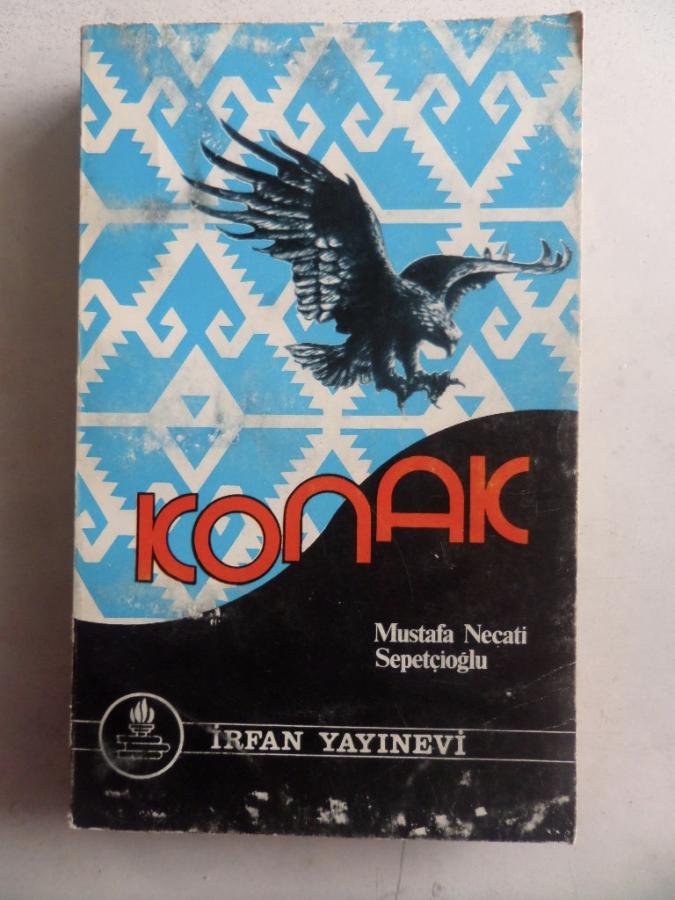 KONAK
Mustafa Necati
Sepetçioğlu
İRFAN YAYINEVİ